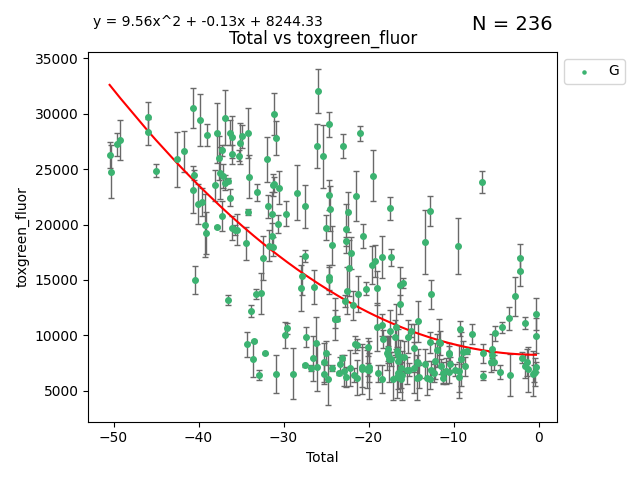 y = 9.56x^2 + -0.13x + 8244.33
N = 236
Total vs toxgreen_fluor
G
35000
30000
25000
20000
15000
10000
5000
toxgreen_fluor
−50 −40 −30 −20 −10 0
Total